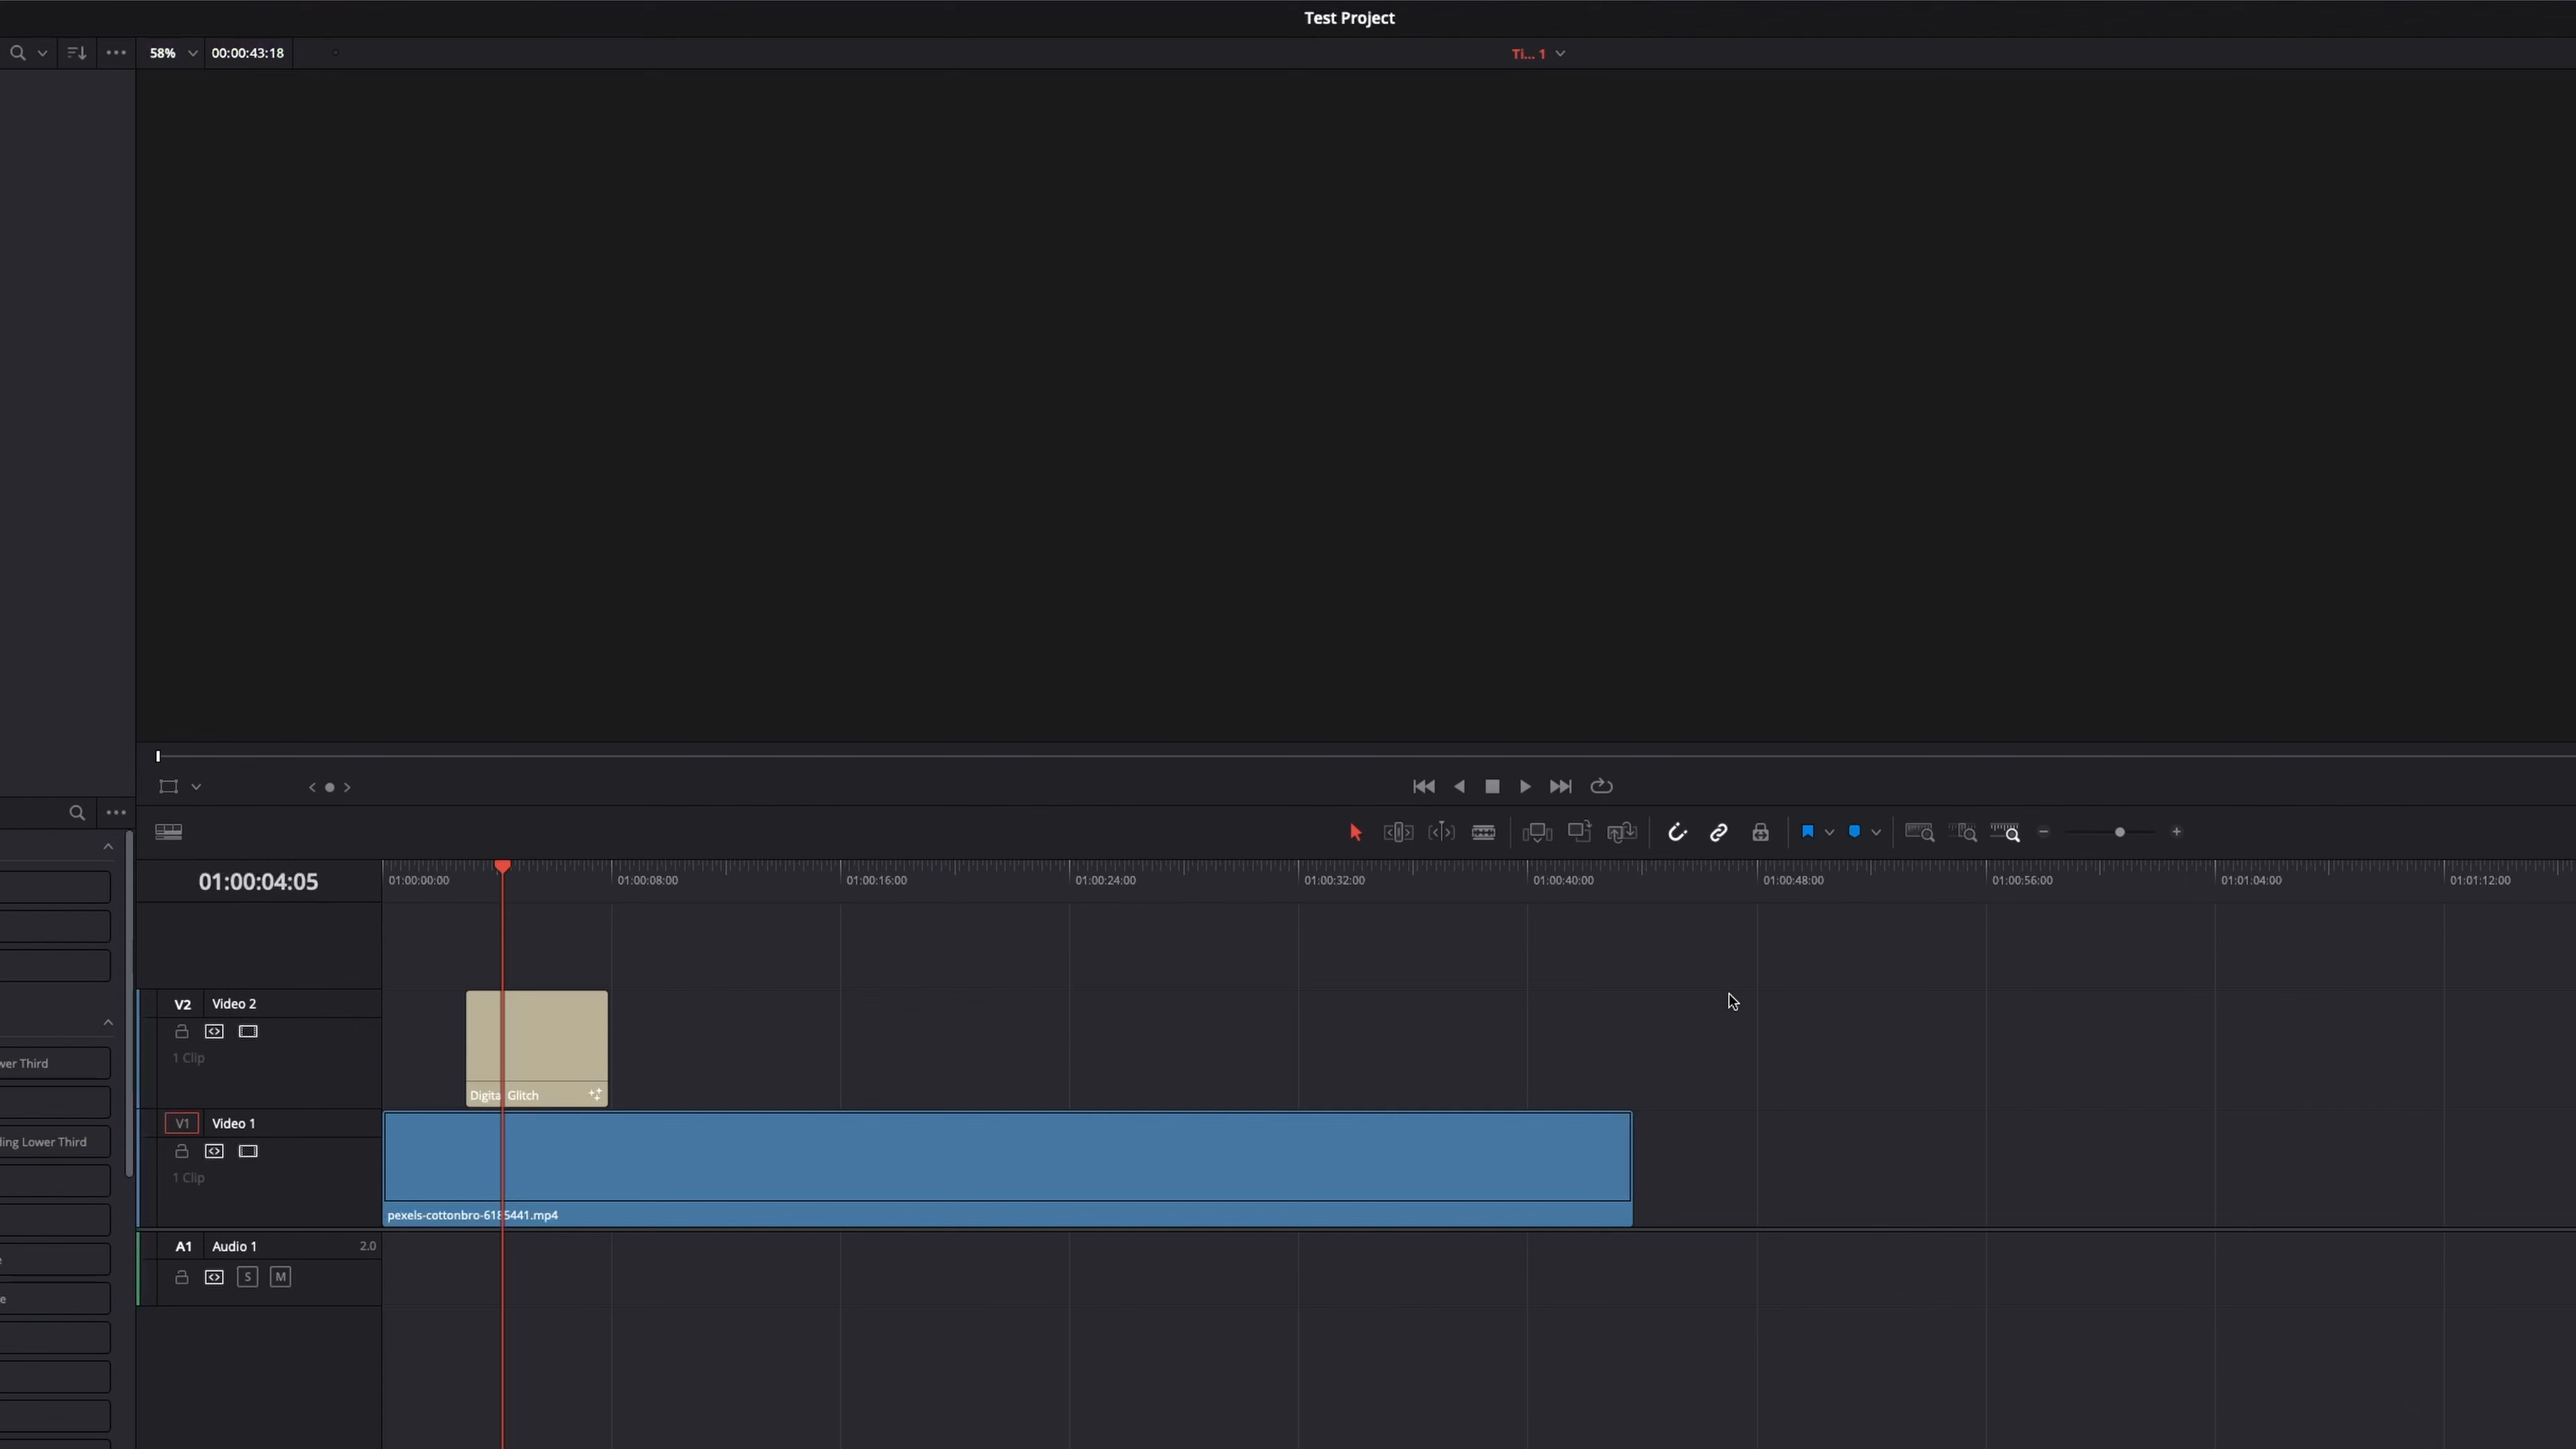 Test Project
58%
00:00:43:18
Ti... 1
01:00:04:05
01:00:00:00
01:00:08:00
01:00:16:00
01:00:24:00
01:00:32:00
01:00:40:00
01:00:48:00
01:00:56:00
01:01:04:00
01:01:12:00
V2 Video 2
1 Clip
wer Third
Digital Glitch
V1 Video 1
ding Lower Third
1 Clip
pexels-cottonbro-6185441.mp4
A1 Audio 1 2.0
e
S M
e